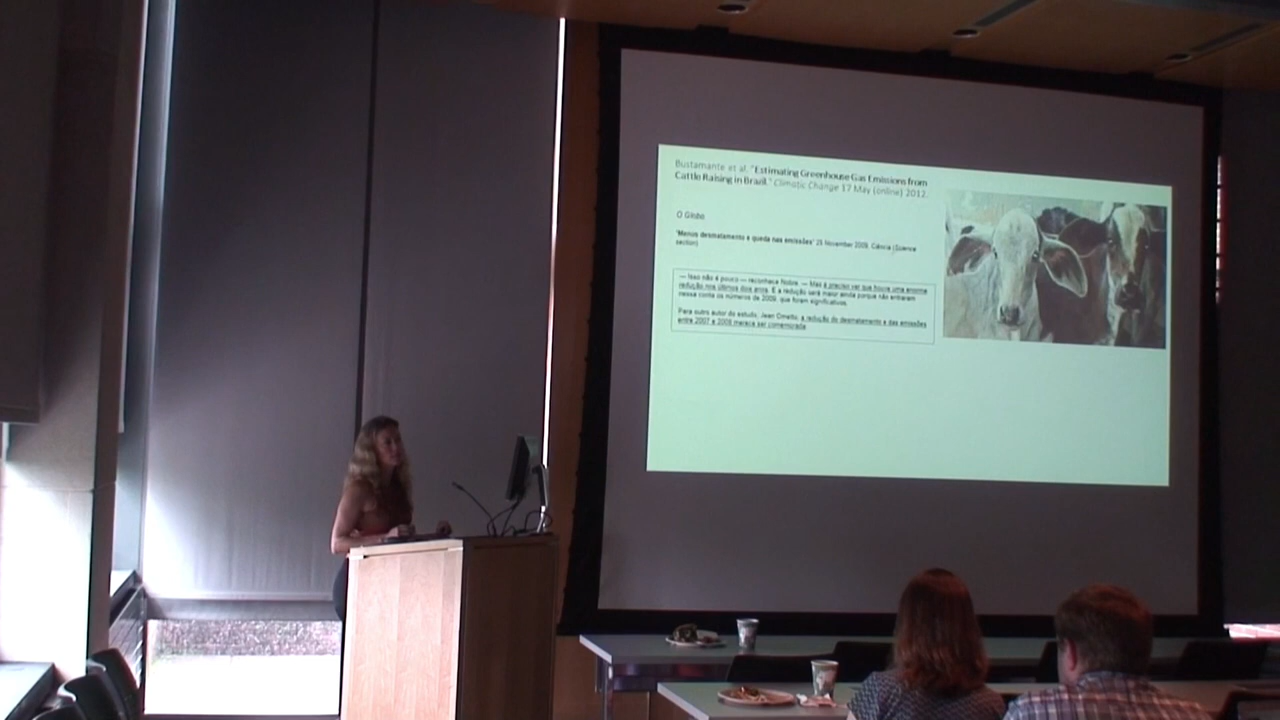 Bustamante et al. "Estimating Greenhouse Gas Emissions from
Cattle Raising in Brazil." Climatic Change 17 May (online) 2012.
O Globo
"Menos desmatamento e queda nas emissões" 29 November 2009. Ciência (Science
section)
— Isso não é pouco — reconhece Nobre. — Mas é preciso ver que houve uma enorme
redução nos últimos dois anos. E a redução será maior ainda porque não entraram
nessa conta os números de 2009, que foram significativos.
Para outro autor do estudo, Jean Ometto, a redução do desmatamento e das emissões
entre 2007 e 2009 merece ser comemorada